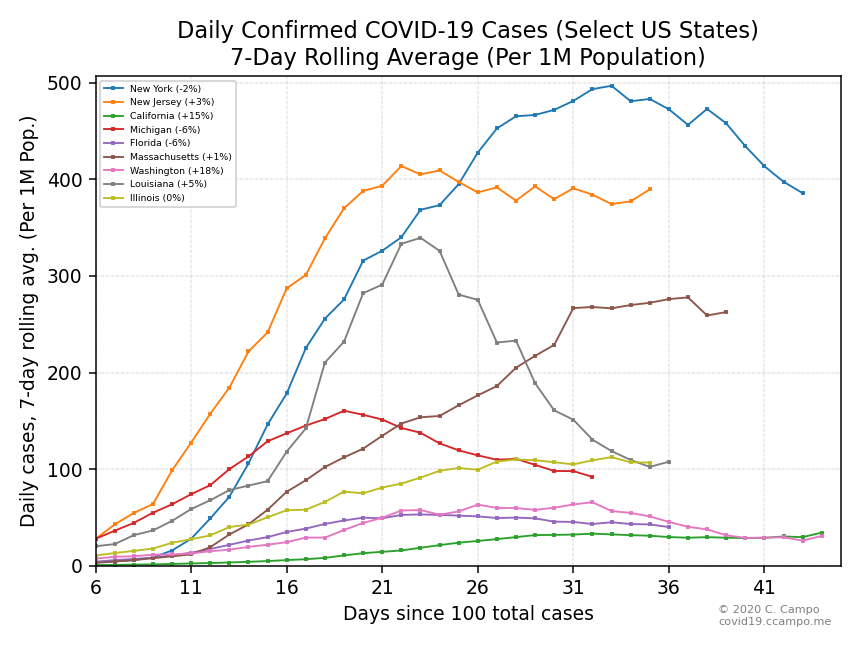 Daily Confirmed COVID-19 Cases (Select US States)
7-Day Rolling Average (Per 1M Population)
Daily cases, 7-day rolling avg. (Per 1M Pop.)
500
400
300
200
100
0
New York (-2%)
New Jersey (+3%)
California (+15%)
Michigan (-6%)
Florida (-6%)
Massachusetts (+1%)
Washington (+18%)
Louisiana (+5%)
Illinois (0%)
6 11 16 21 26 31 36 41
Days since 100 total cases
© 2020 C. Campo
covid19.ccampo.me